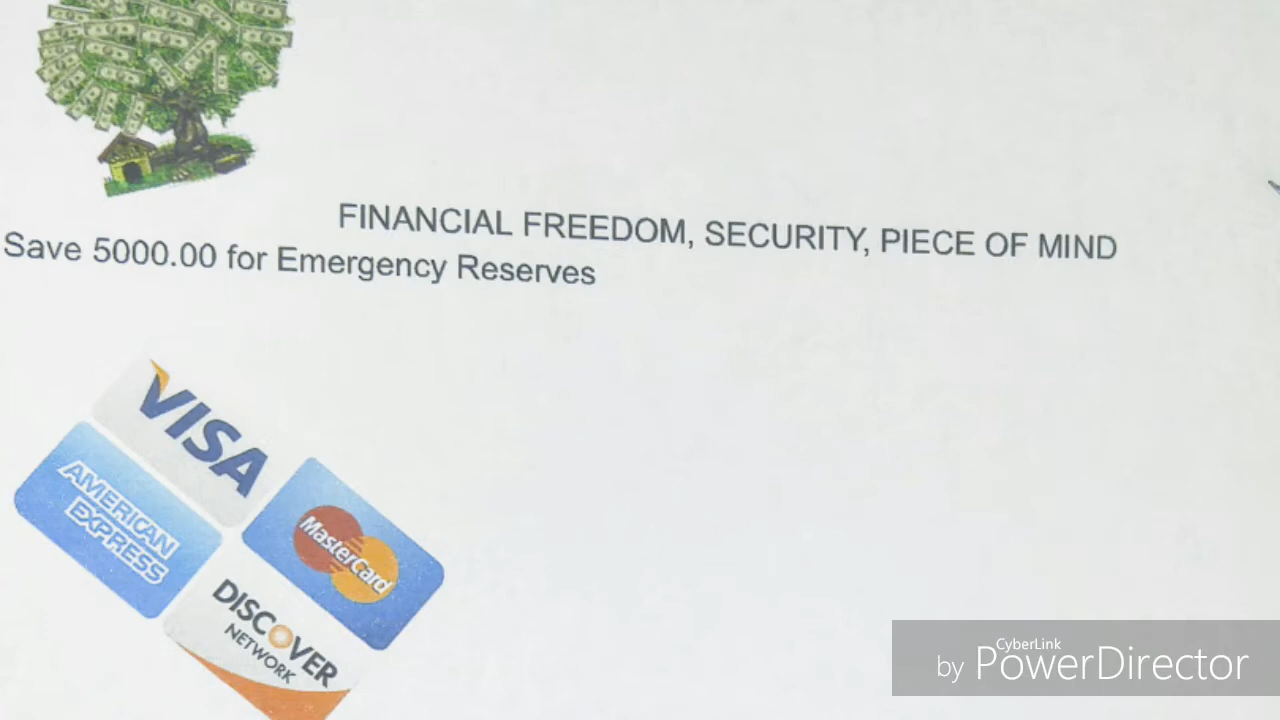 FINANCIAL FREEDOM, SECURITY, PIECE OF MIND
Save 5000.00 for Emergency Reserves
VISA
AMERICAN
EXPRESS
MasterCard
DISCOVER
NETWORK
CyberLink
by PowerDirector